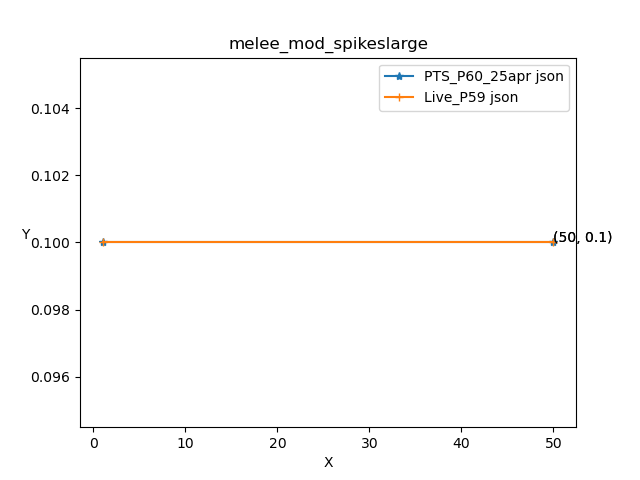 melee_mod_spikeslarge
PTS_P60_25apr json
Live_P59 json
0.104
0.102
Y
0.100
(50, 0.1)
0.098
0.096
0 10 20 30 40 50
X